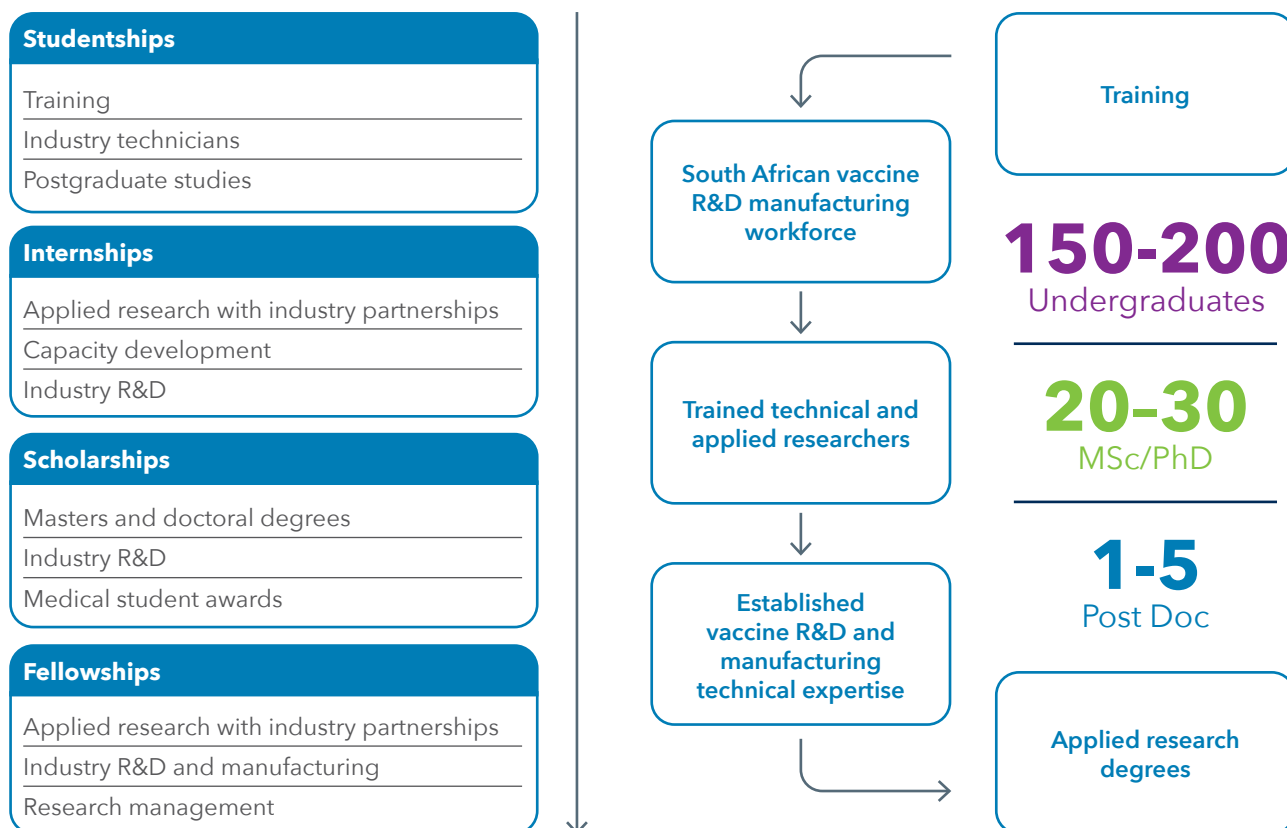 Studentships
Training
Industry technicians
Postgraduate studies
Internships
Applied research with industry partnerships
Capacity development
Industry R&D
Scholarships
Masters and doctoral degrees
Industry R&D
Medical student awards
Fellowships
Applied research with industry partnerships
Industry R&D and manufacturing
Research management
South African vaccine
R&D manufacturing
workforce
Trained technical and
applied researchers
Established
vaccine R&D and
manufacturing
technical expertise
Training
150-200
Undergraduates
20-30
MSc/PhD
1-5
Post Doc
Applied research
degrees